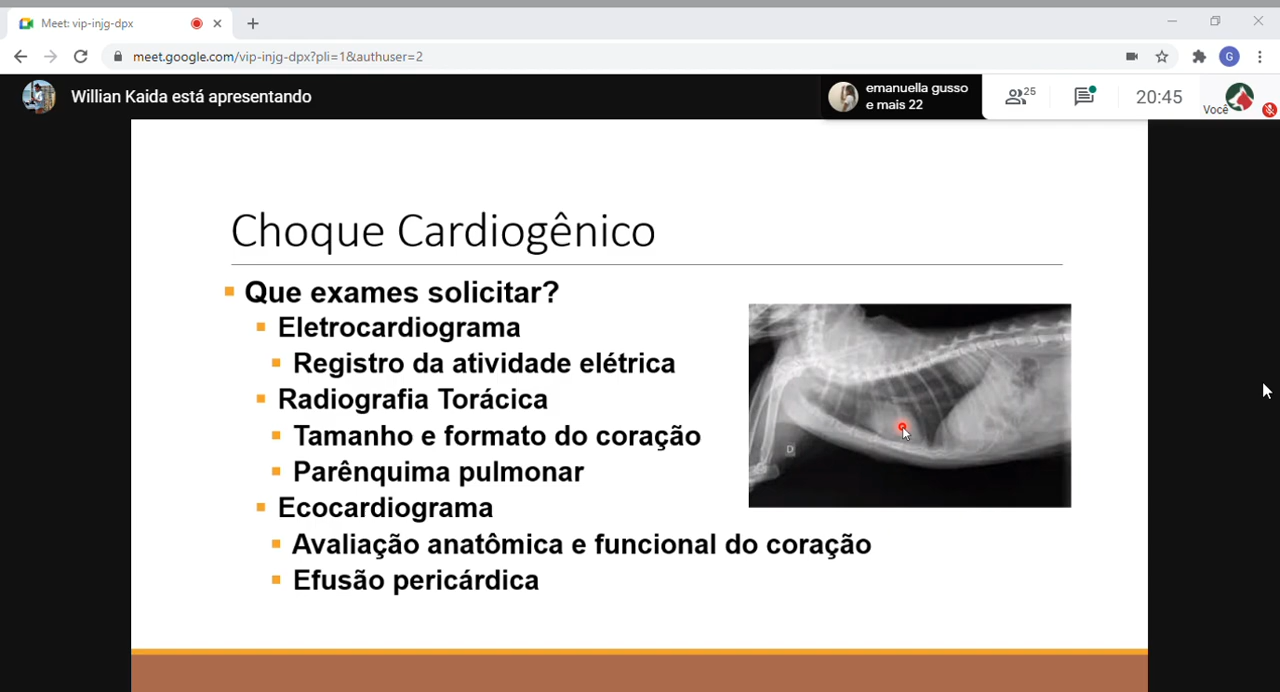 Meet: vip-injg-dpx
meet.google.com/vip-injg-dpx?pli=1&authuser=2
G
Willian Kaida está apresentando
emanuella gusso
e mais 22
25
20:45
Você
Choque Cardiogênico
Que exames solicitar?
Eletrocardiograma
Registro da atividade elétrica
Radiografia Torácica
Tamanho e formato do coração
Parênquima pulmonar
D
Ecocardiograma
Avaliação anatômica e funcional do coração
Efusão pericárdica